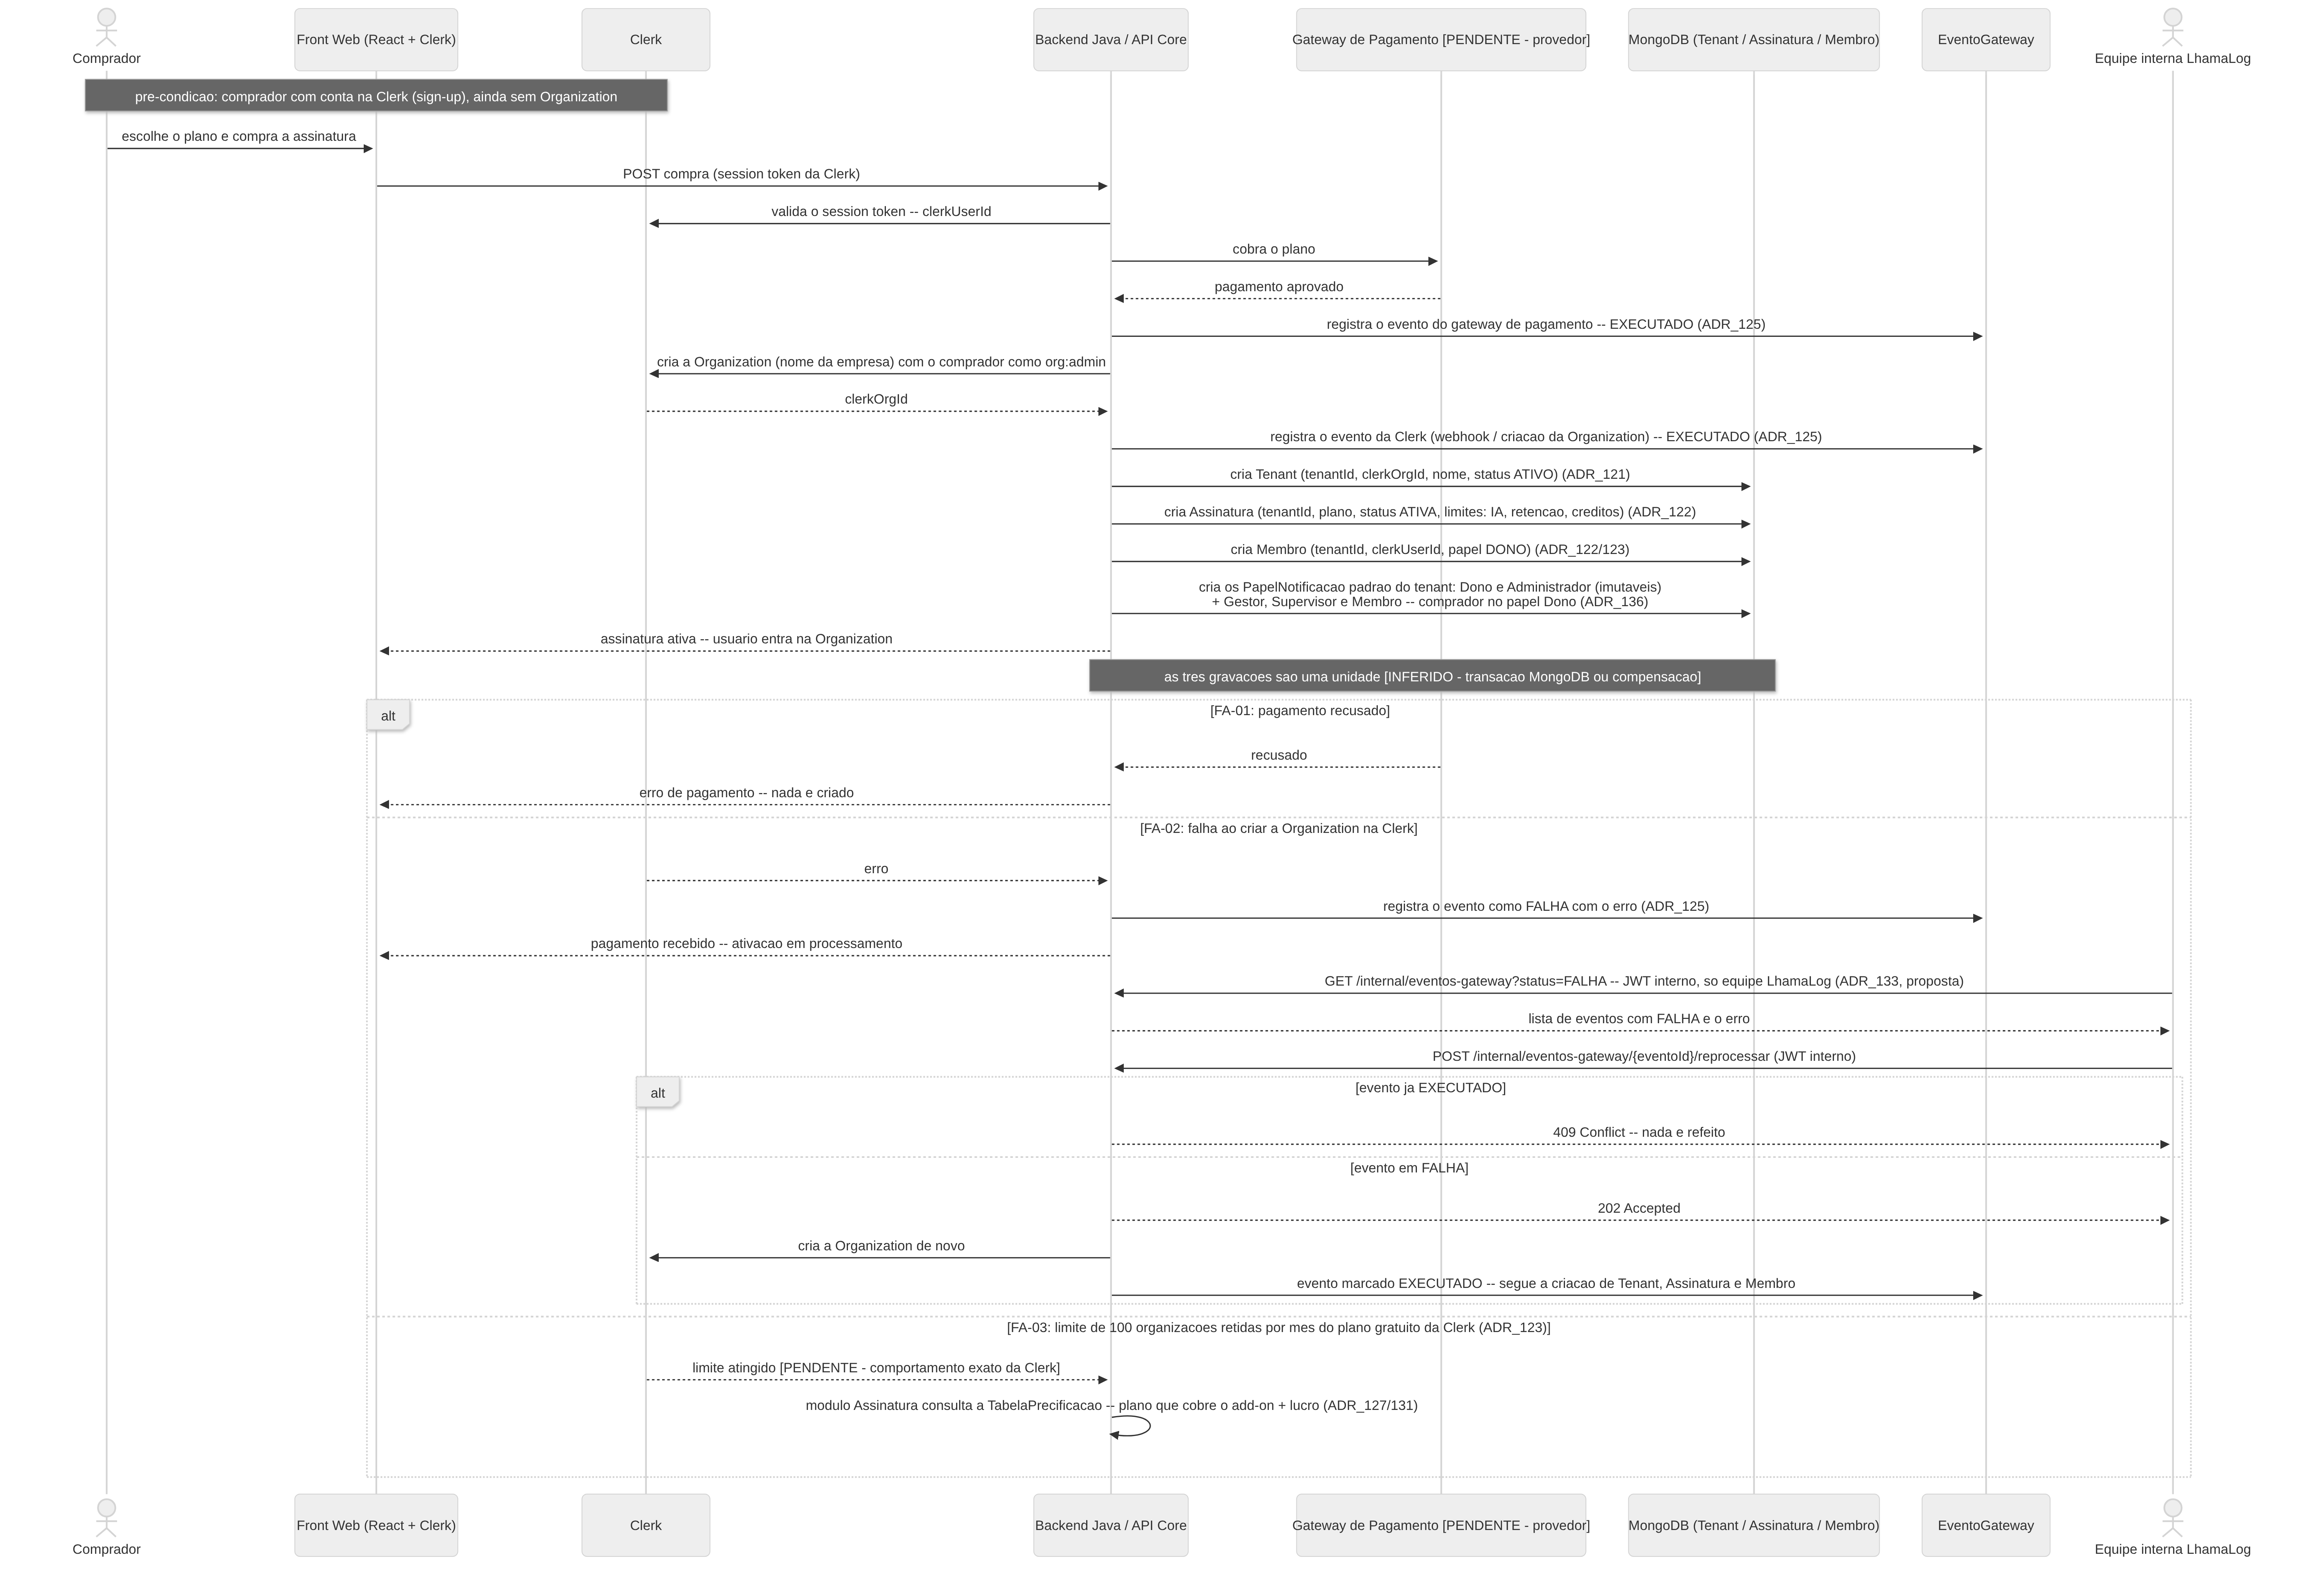 Comprador
Front Web (React + Clerk)
Clerk
Backend Java / API Core
Gateway de Pagamento [PENDENTE - provedor]
MongoDB (Tenant / Assinatura / Membro)
EventoGateway
Equipe interna LhamaLog
pre-condicao: comprador com conta na Clerk (sign-up), ainda sem Organization
escolhe o plano e compra a assinatura
POST compra (session token da Clerk)
valida o session token -- clerkUserId
cobra o plano
pagamento aprovado
registra o evento do gateway de pagamento -- EXECUTADO (ADR_125)
cria a Organization (nome da empresa) com o comprador como org:admin
clerkOrgId
registra o evento da Clerk (webhook / criacao da Organization) -- EXECUTADO (ADR_125)
cria Tenant (tenantId, clerkOrgId, nome, status ATIVO) (ADR_121)
cria Assinatura (tenantId, plano, status ATIVA, limites: IA, retencao, creditos) (ADR_122)
cria Membro (tenantId, clerkUserId, papel DONO) (ADR_122/123)
cria os PapelNotificacao padrao do tenant: Dono e Administrador (imutaveis)
+ Gestor, Supervisor e Membro -- comprador no papel Dono (ADR_136)
assinatura ativa -- usuario entra na Organization
as tres gravacoes sao uma unidade [INFERIDO - transacao MongoDB ou compensacao]
alt
[FA-01: pagamento recusado]
recusado
erro de pagamento -- nada e criado
[FA-02: falha ao criar a Organization na Clerk]
erro
registra o evento como FALHA com o erro (ADR_125)
pagamento recebido -- ativacao em processamento
GET /internal/eventos-gateway?status=FALHA -- JWT interno, so equipe LhamaLog (ADR_133, proposta)
lista de eventos com FALHA e o erro
POST /internal/eventos-gateway/{eventoId}/reprocessar (JWT interno)
alt
[evento ja EXECUTADO]
409 Conflict -- nada e refeito
[evento em FALHA]
202 Accepted
cria a Organization de novo
evento marcado EXECUTADO -- segue a criacao de Tenant, Assinatura e Membro
[FA-03: limite de 100 organizacoes retidas por mes do plano gratuito da Clerk (ADR_123)]
limite atingido [PENDENTE - comportamento exato da Clerk]
modulo Assinatura consulta a TabelaPrecificacao -- plano que cobre o add-on + lucro (ADR_127/131)
Comprador
Front Web (React + Clerk)
Clerk
Backend Java / API Core
Gateway de Pagamento [PENDENTE - provedor]
MongoDB (Tenant / Assinatura / Membro)
EventoGateway
Equipe interna LhamaLog